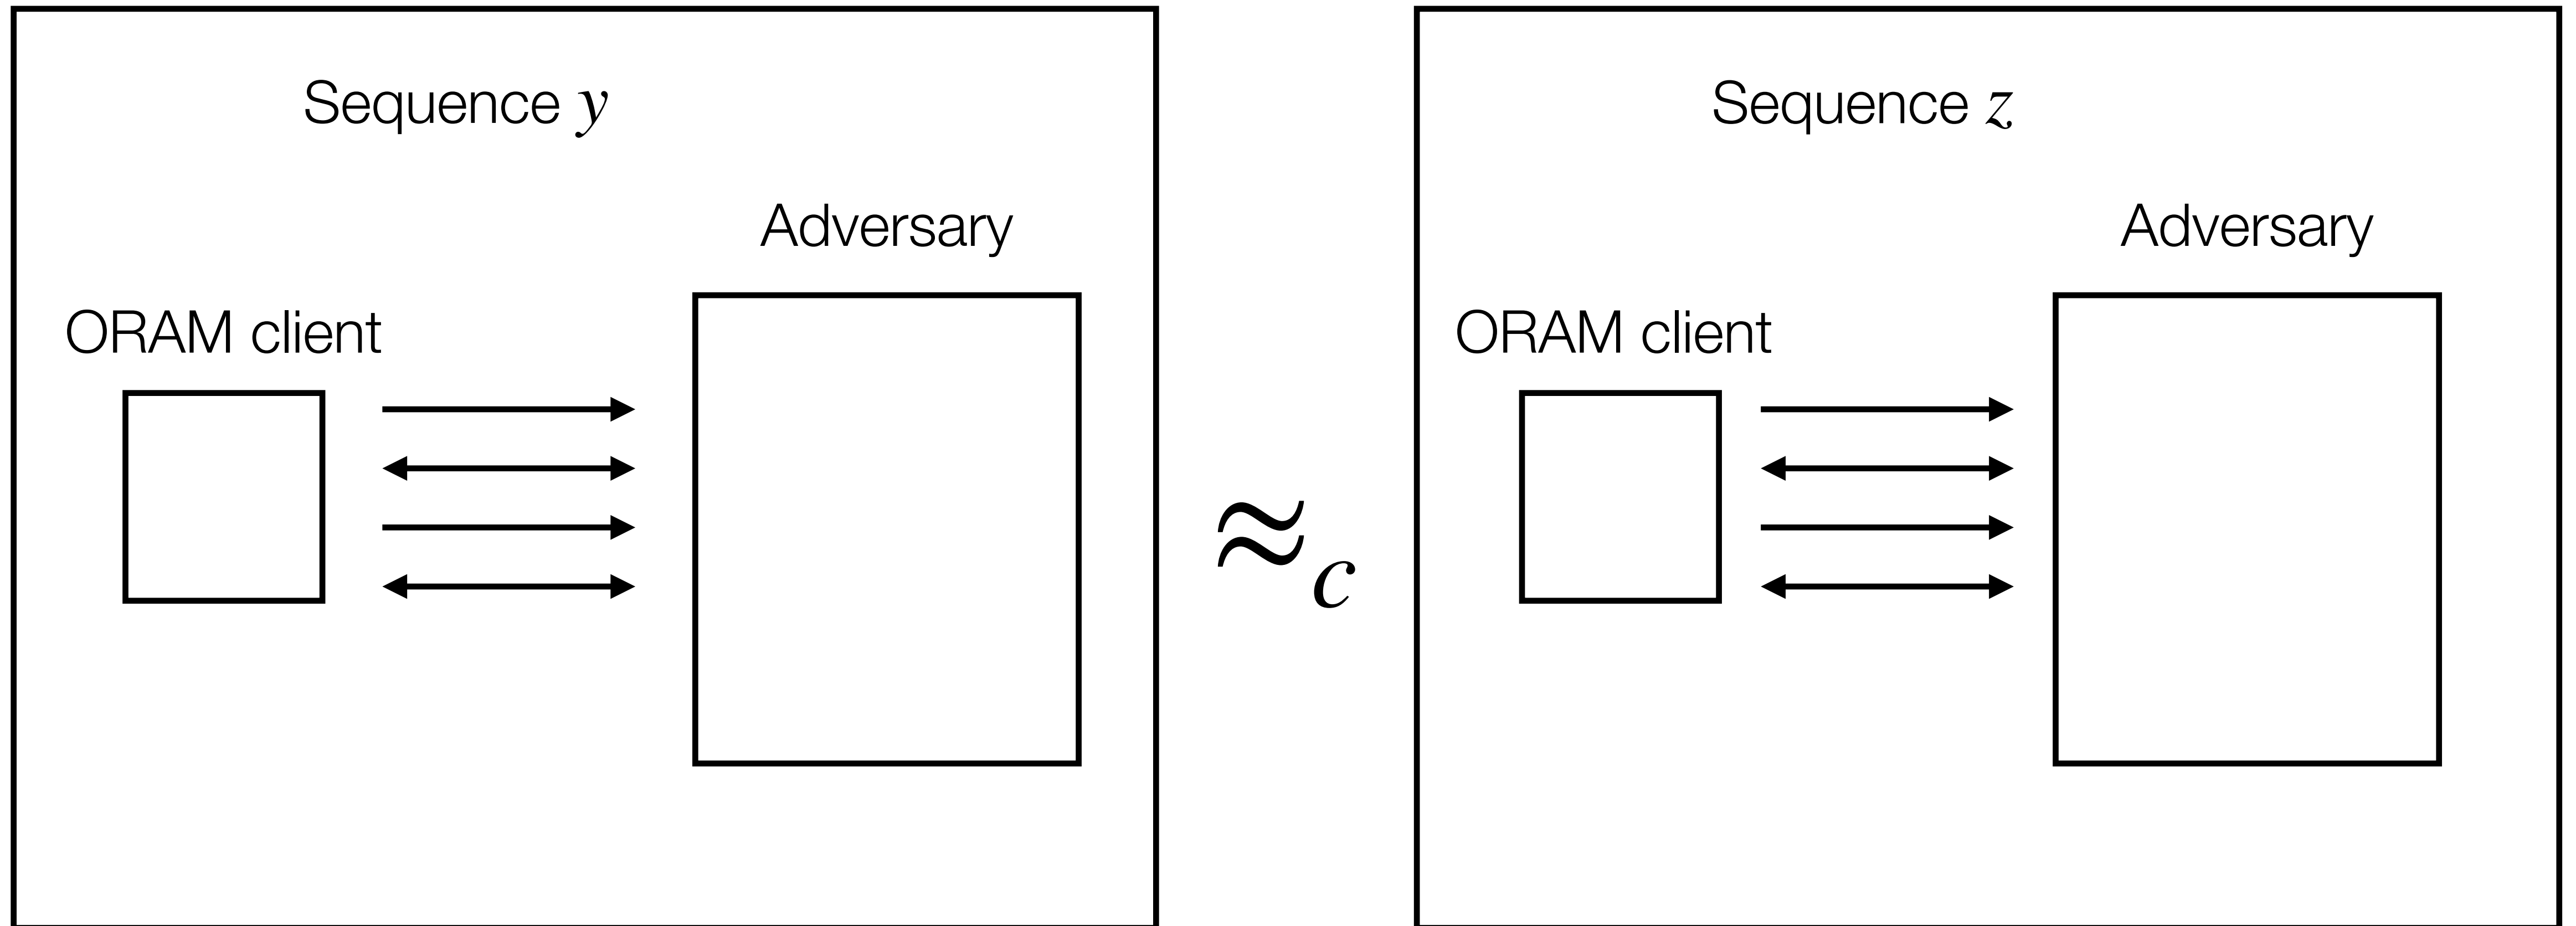 Sequence y
Adversary
ORAM client
≈c
Sequence z
Adversary
ORAM client